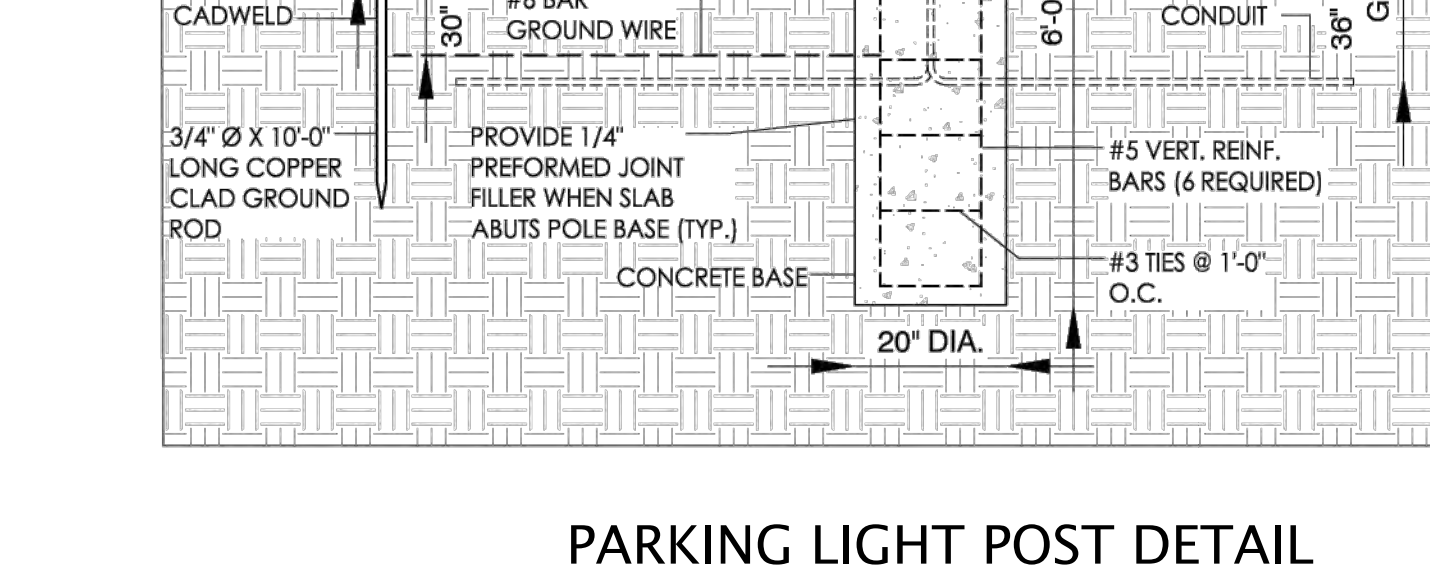 CADWELD
30"
GROUND WIRE
CONDUIT
36"
3/4" Ø X 10'-0"
LONG COPPER
CLAD GROUND
ROD
PROVIDE 1/4"
PREFORMED JOINT
FILLER WHEN SLAB
ABUTS POLE BASE (TYP.)
#5 VERT. REINF.
BARS (6 REQUIRED)
CONCRETE BASE
#3 TIES @ 1'-0"
O.C.
20" DIA.
PARKING LIGHT POST DETAIL